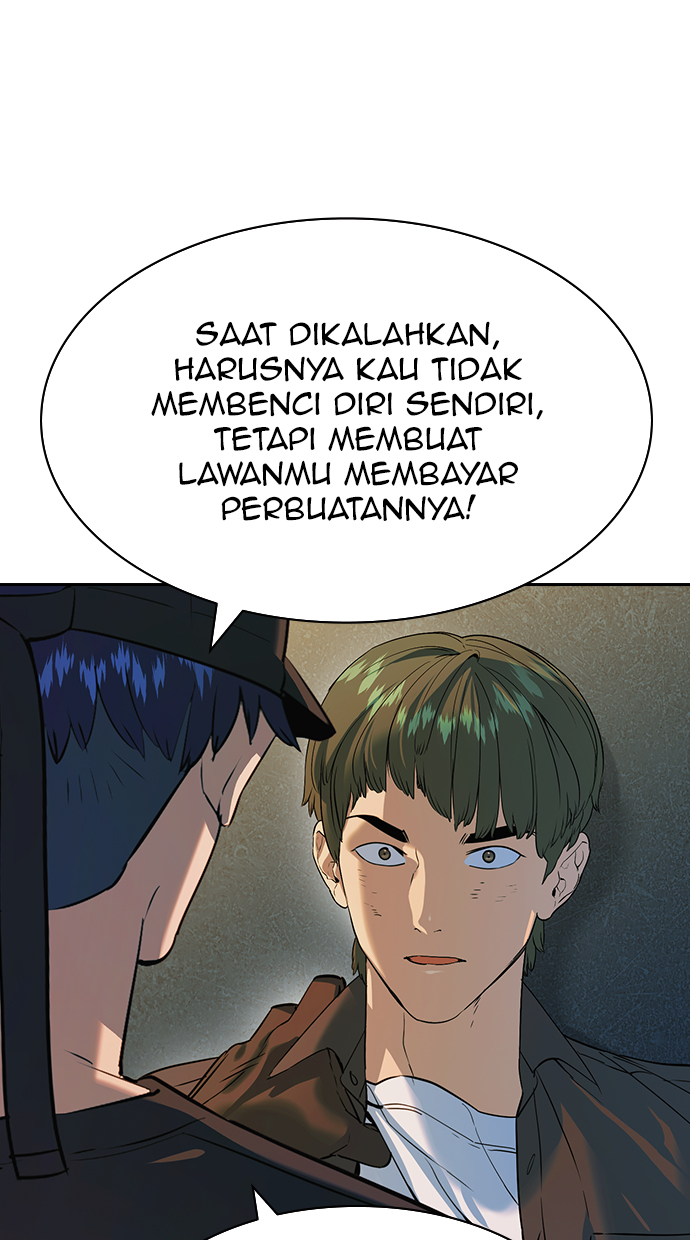 SAAT DIKALAHKAN,
HARUSNYA KAU TIDAK
MEMBENCI DIRI SENDIRI,
TETAPI MEMBUAT
LAWANMU MEMBAYAR
PERBUATANNYA!